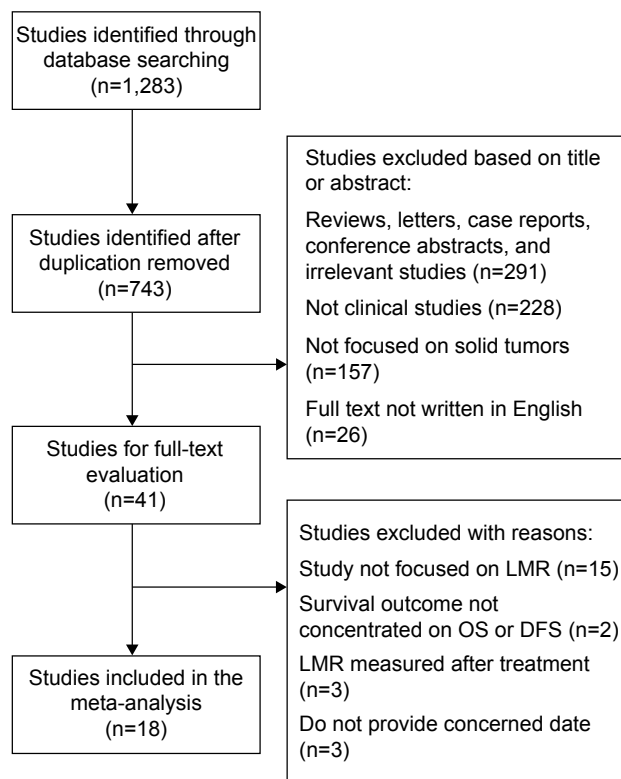 Studies identified through
database searching
(n=1,283)
Studies identified after
duplication removed
(n=743)
Studies excluded based on title
or abstract:
Reviews, letters, case reports,
conference abstracts, and
irrelevant studies (n=291)
Not clinical studies (n=228)
Not focused on solid tumors
(n=157)
Full text not written in English
(n=26)
Studies for full-text
evaluation
(n=41)
Studies excluded with reasons:
Study not focused on LMR (n=15)
Survival outcome not
concentrated on OS or DFS (n=2)
LMR measured after treatment
(n=3)
Do not provide concerned date
(n=3)
Studies included in the
meta-analysis
(n=18)